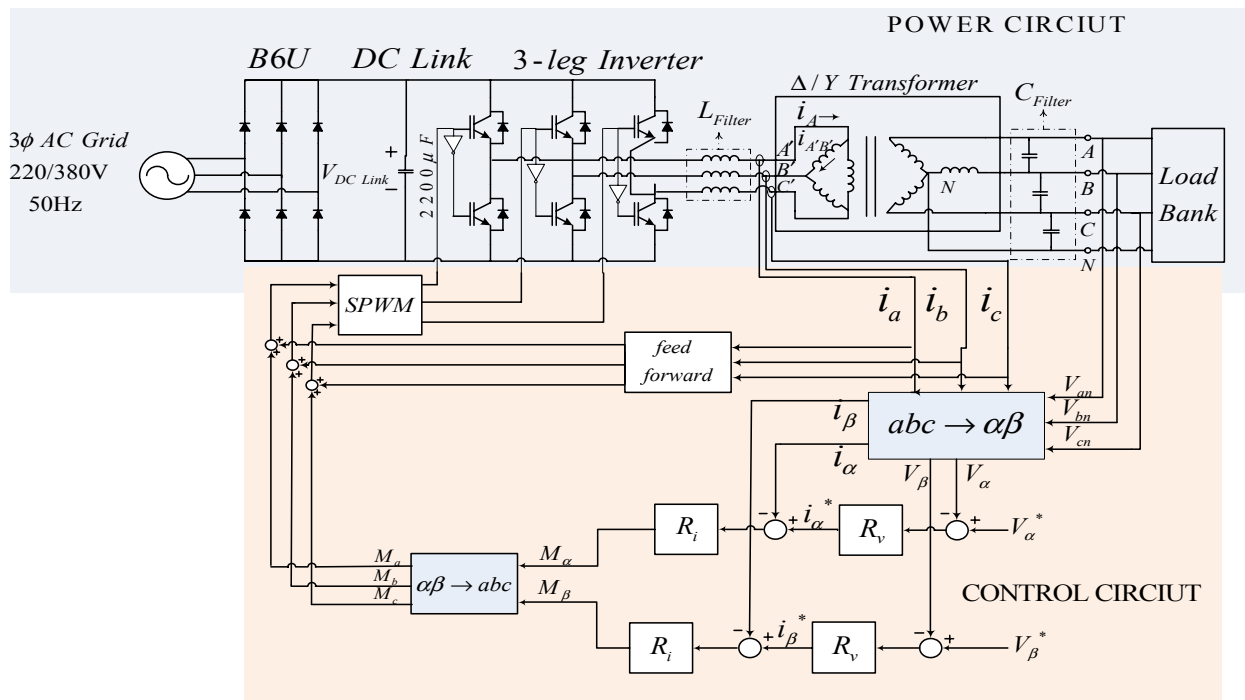 POWER CIRCIUT
B6U
DC Link
3-leg Inverter
Δ/Y Transformer
C_Filter
L_Filter
3ϕ AC Grid
220/380V
50Hz
V_DC Link
+
−
2200μF
i_A
i_A'B'
A'
B'
C'
N
A
B
C
N
Load
Bank
SPWM
i_a
i_b
i_c
feed
forward
+
+
+
+
+
+
V_an
V_bn
V_cn
abc → αβ
i_β
i_α
V_β
V_α
R_i
−
+
i_α*
R_v
−
+
V_α*
M_a
M_b
M_c
αβ → abc
M_α
M_β
CONTROL CIRCIUT
R_i
−
+
i_β*
R_v
−
+
V_β*